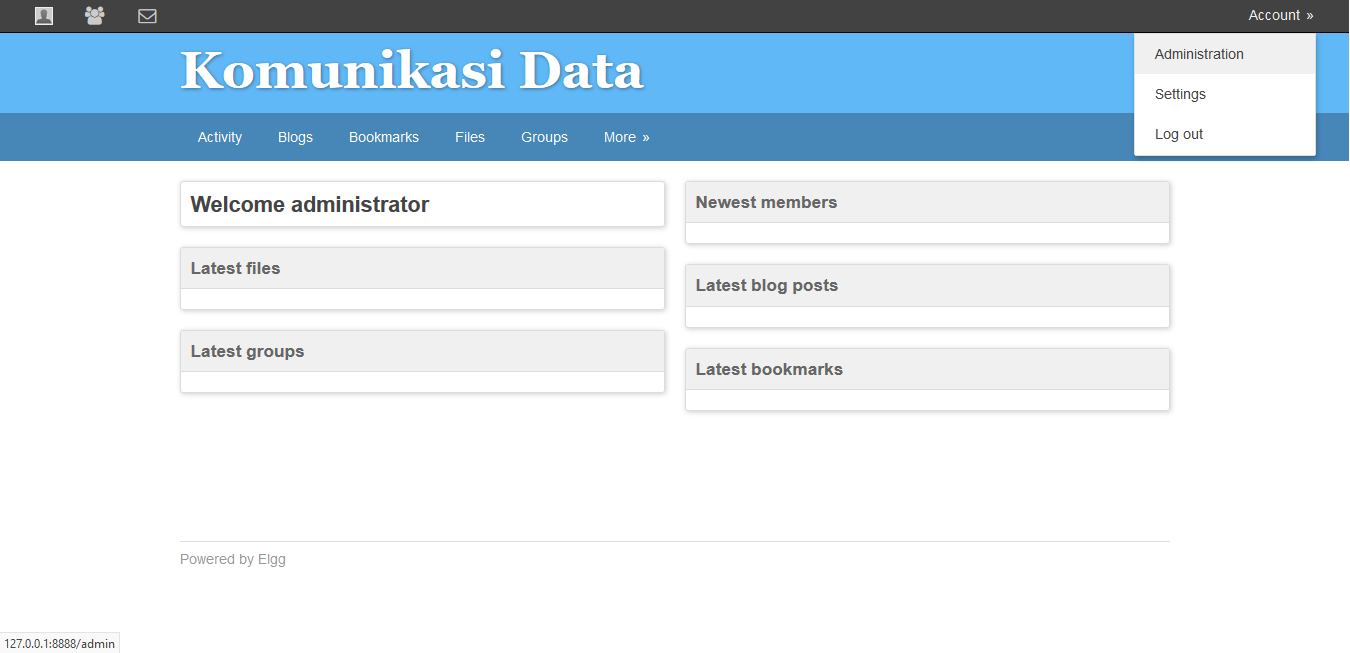 Account »
Administration
Settings
Log out
Komunikasi Data
Activity Blogs Bookmarks Files Groups More »
Welcome administrator
Latest files
Latest groups
Newest members
Latest blog posts
Latest bookmarks
Powered by Elgg
127.0.0.1:8888/admin